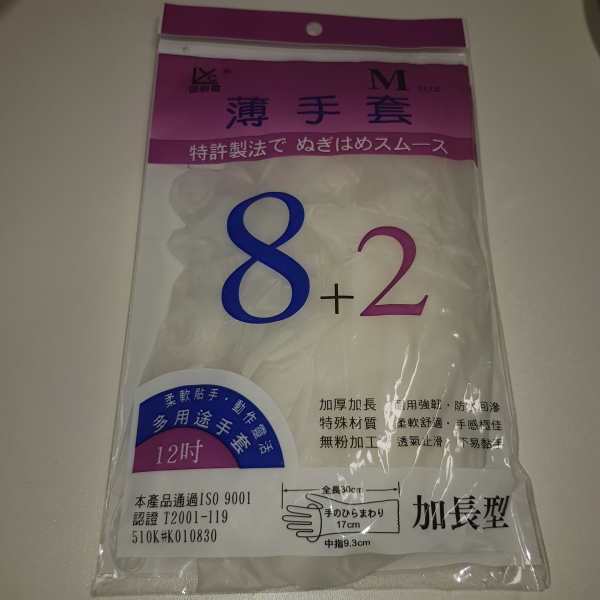 M SIZE
薄手套
特許製法で ぬぎはめスムース
8+2
加厚加長 耐用強韌·防水回滲
特殊材質 柔軟舒適·手感極佳
無粉加工 透氣止滑·不易黏手
柔軟貼手·動作靈活
多用途手套
12吋
本產品通過ISO 9001
認證 T2001-119
510K#K010830
全長30cm
手のひらまわり
17cm
中指9.3cm
加長型